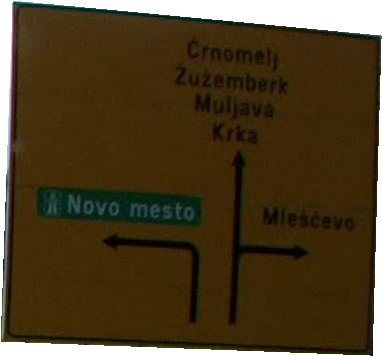 Črnomelj
Žužemberk
Muljava
Krka
Novo mesto
Mleščevo